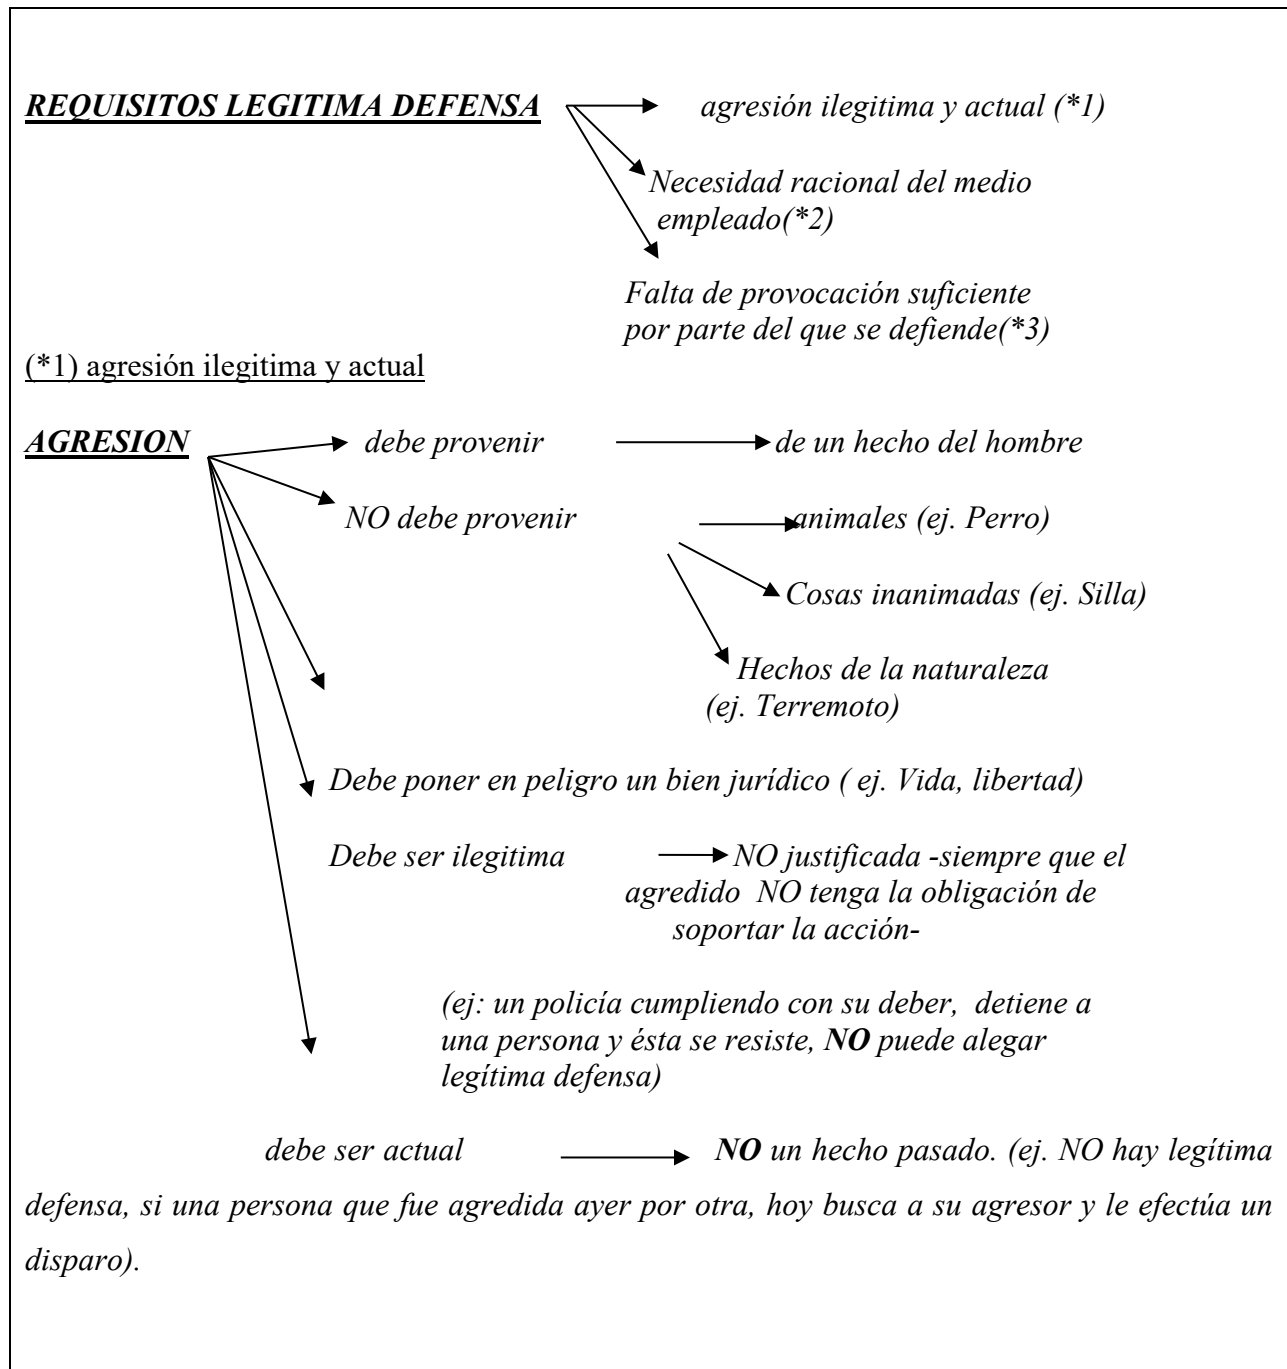 REQUISITOS LEGITIMA DEFENSA agresión ilegitima y actual (*1)
Necesidad racional del medio
empleado(*2)
Falta de provocación suficiente
por parte del que se defiende(*3)
(*1) agresión ilegitima y actual
AGRESION debe provenir de un hecho del hombre
NO debe provenir animales (ej. Perro)
Cosas inanimadas (ej. Silla)
Hechos de la naturaleza
(ej. Terremoto)
Debe poner en peligro un bien jurídico ( ej. Vida, libertad)
Debe ser ilegitima NO justificada -siempre que el
agredido NO tenga la obligación de
soportar la acción-
(ej: un policía cumpliendo con su deber, detiene a
una persona y ésta se resiste, NO puede alegar
legítima defensa)
debe ser actual NO un hecho pasado. (ej. NO hay legítima
defensa, si una persona que fue agredida ayer por otra, hoy busca a su agresor y le efectúa un
disparo).